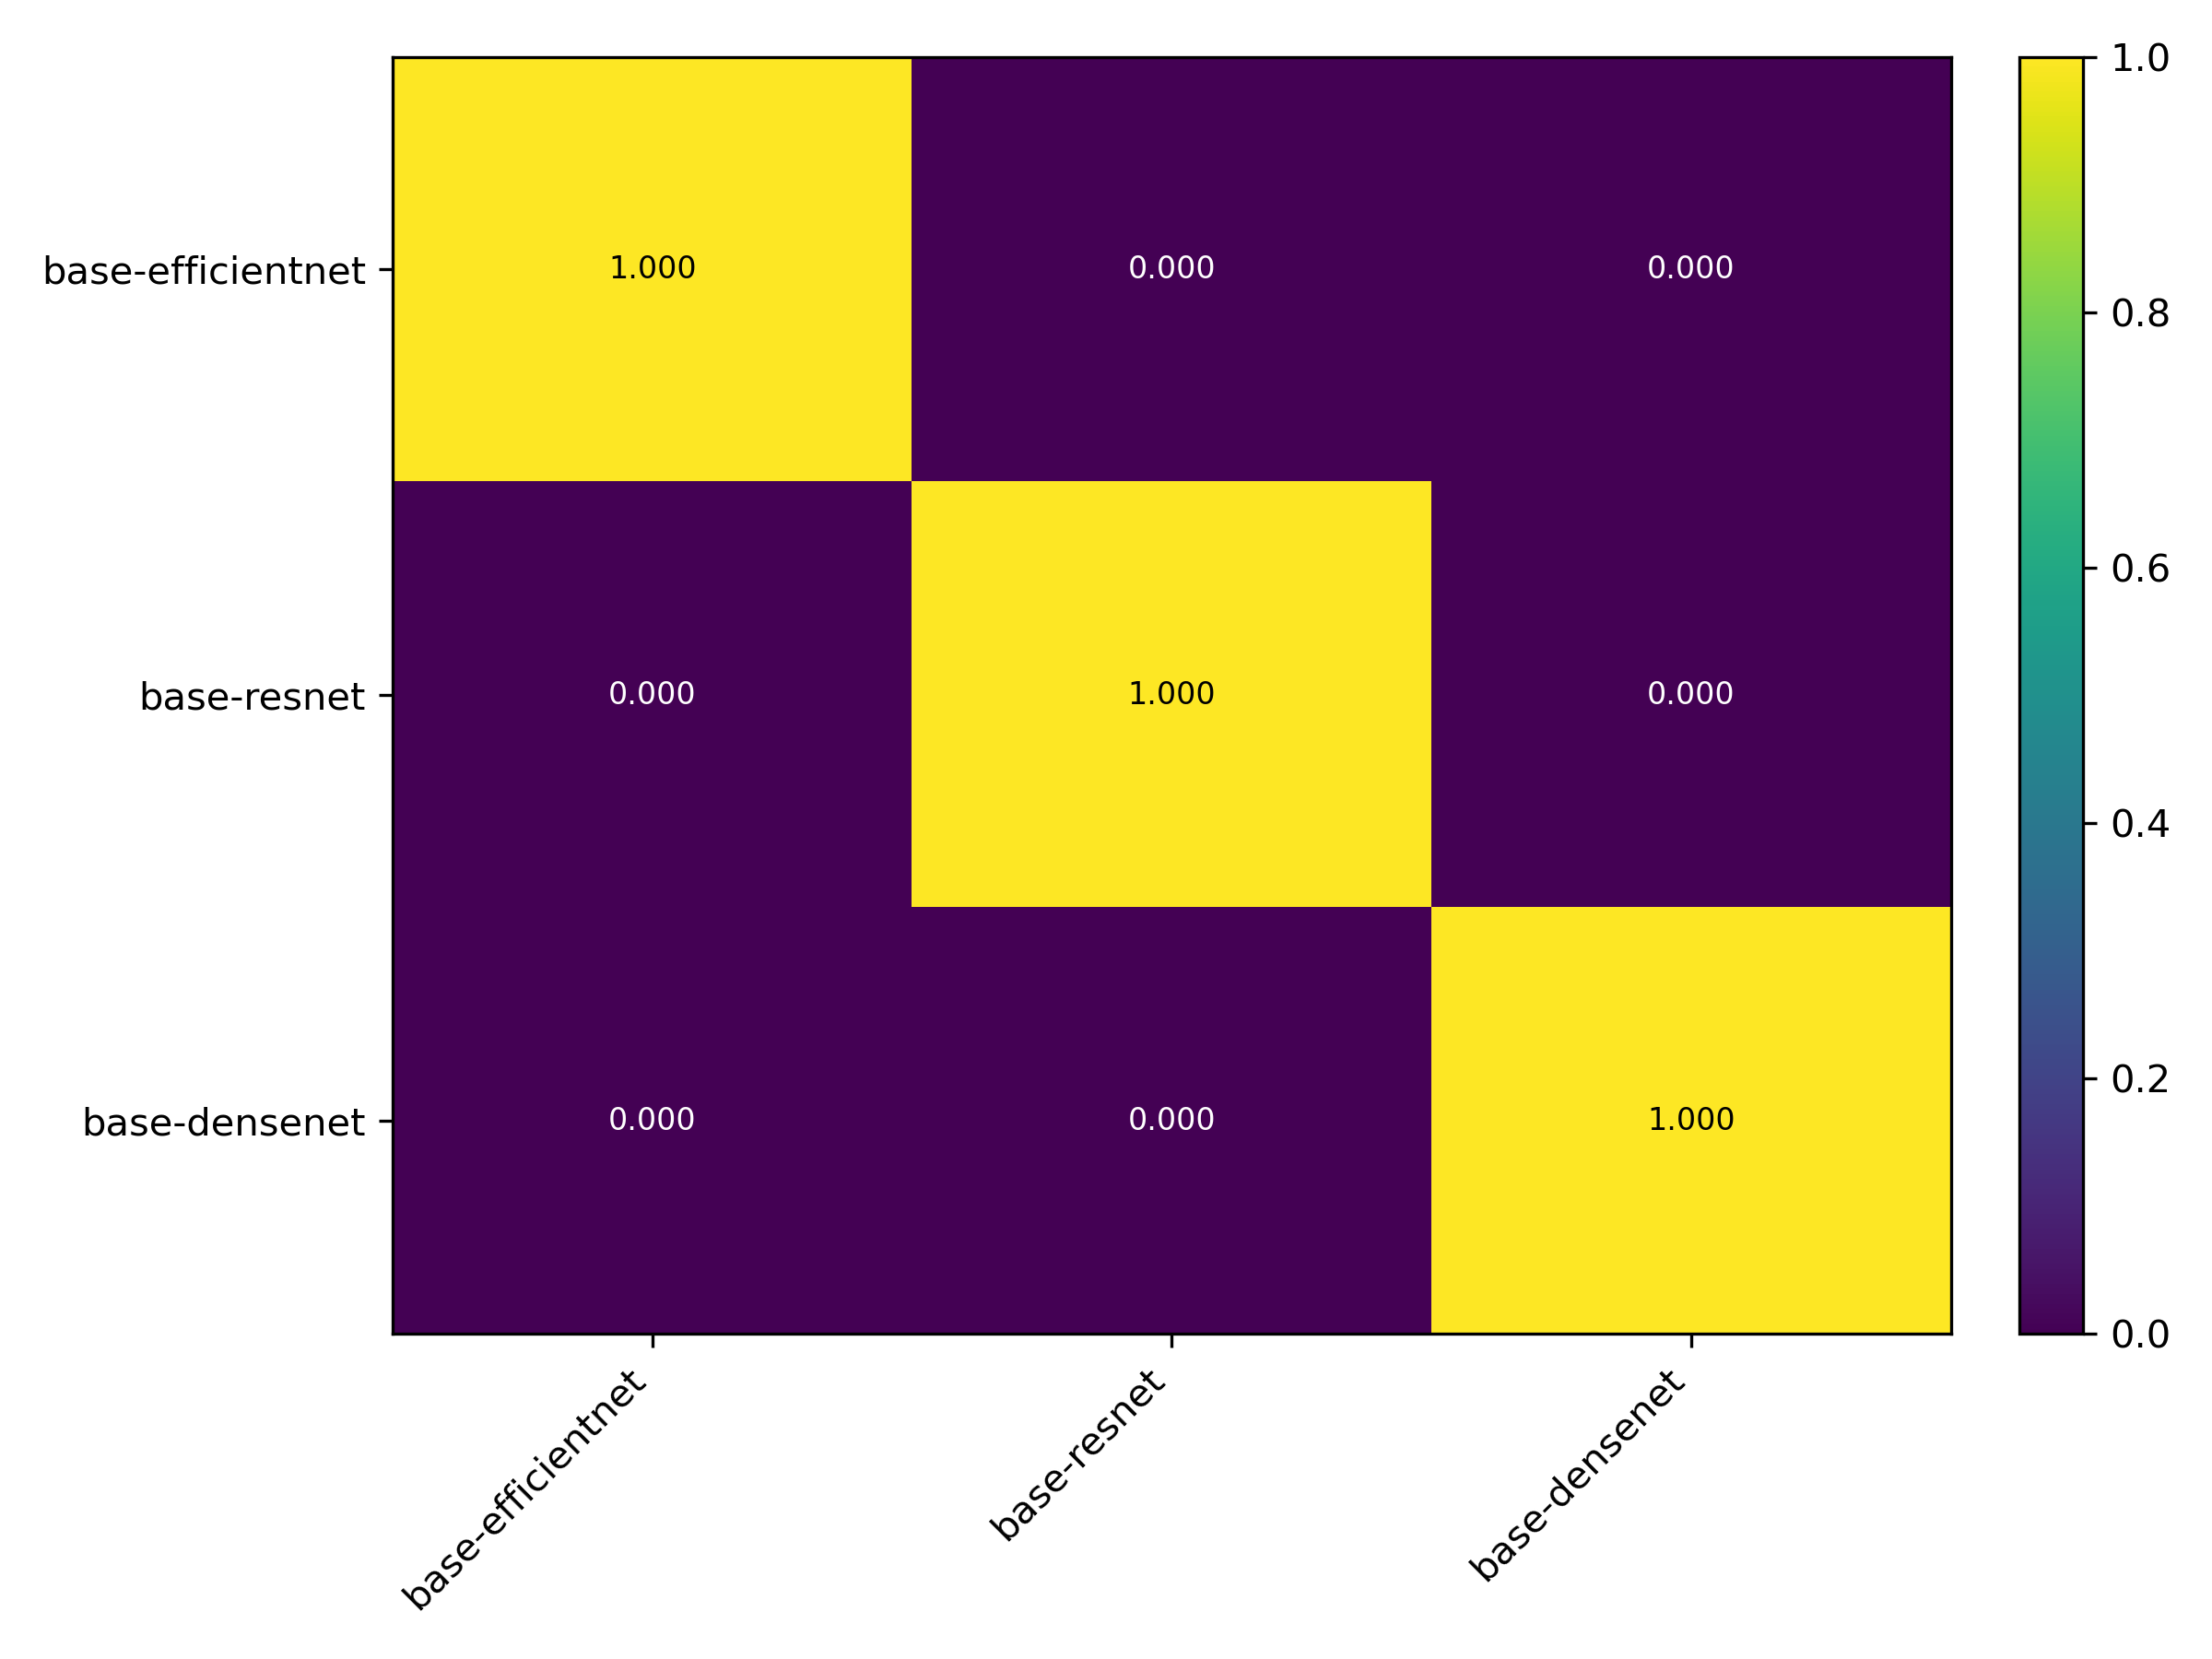 1.0
base-efficientnet 1.000 0.000 0.000
0.8
0.6
base-resnet 0.000 1.000 0.000
0.4
base-densenet 0.000 0.000 1.000
0.2
0.0
base-efficientnet
base-resnet
base-densenet